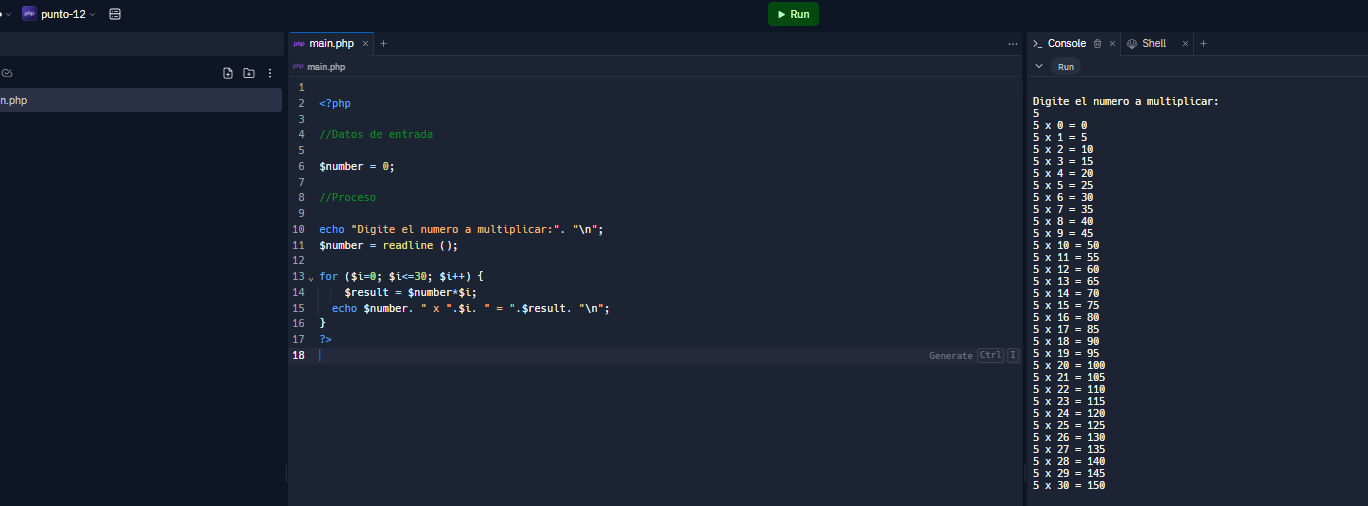 php punto-12
Run
php main.php × +
php main.php
n.php
1
2 <?php
3
4 //Datos de entrada
5
6 $number = 0;
7
8 //Proceso
9
10 echo "Digite el numero a multiplicar:". "\n";
11 $number = readline ();
12
13 for ($i=0; $i<=30; $i++) {
14 $result = $number*$i;
15 echo $number. " x ".$i. " = ".$result. "\n";
16 }
17 ?>
18 Generate Ctrl I
>_ Console × Shell × +
Run
Digite el numero a multiplicar:
5
5 x 0 = 0
5 x 1 = 5
5 x 2 = 10
5 x 3 = 15
5 x 4 = 20
5 x 5 = 25
5 x 6 = 30
5 x 7 = 35
5 x 8 = 40
5 x 9 = 45
5 x 10 = 50
5 x 11 = 55
5 x 12 = 60
5 x 13 = 65
5 x 14 = 70
5 x 15 = 75
5 x 16 = 80
5 x 17 = 85
5 x 18 = 90
5 x 19 = 95
5 x 20 = 100
5 x 21 = 105
5 x 22 = 110
5 x 23 = 115
5 x 24 = 120
5 x 25 = 125
5 x 26 = 130
5 x 27 = 135
5 x 28 = 140
5 x 29 = 145
5 x 30 = 150